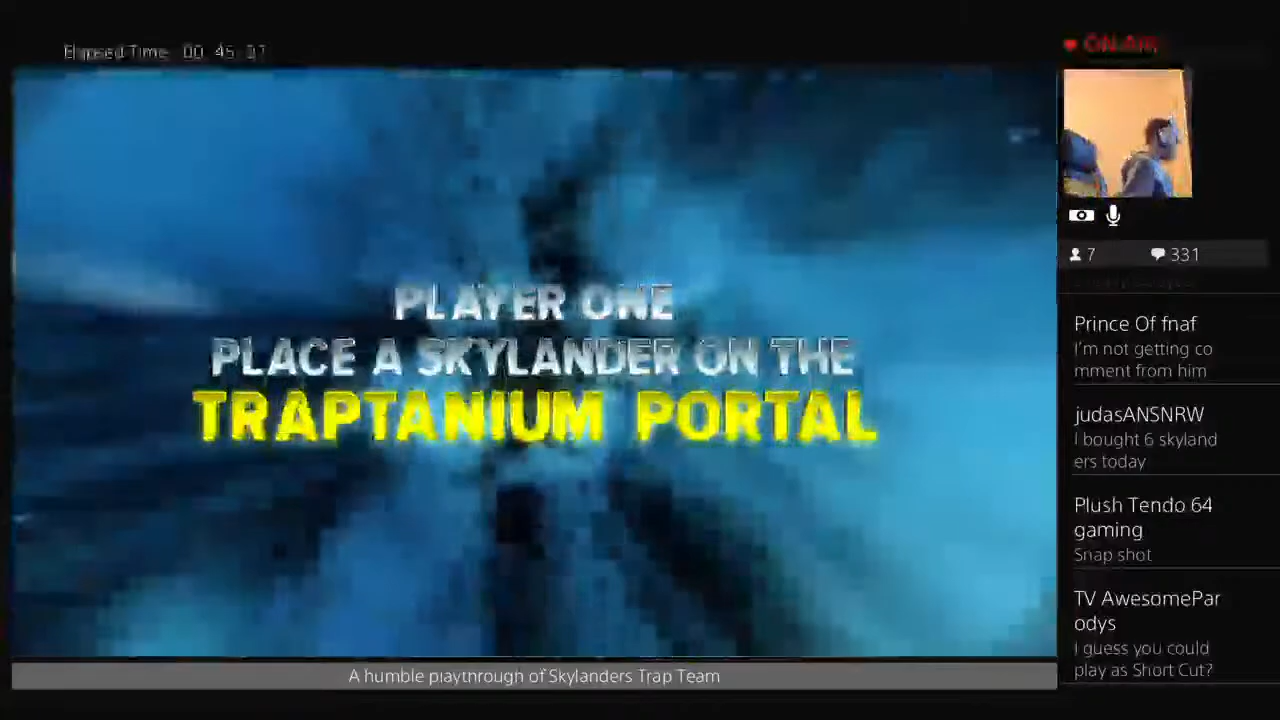 Elapsed Time: 00:45:17
ON AIR
7
331
PLAYER ONE
PLACE A SKYLANDER ON THE
TRAPTANIUM PORTAL
Prince Of fnaf
I'm not getting co
mment from him
judasANSNRW
I bought 6 skyland
ers today
Plush Tendo 64
gaming
Snap shot
TV AwesomePar
odys
I guess you could
play as Short Cut?
A humble playthrough of Skylanders Trap Team